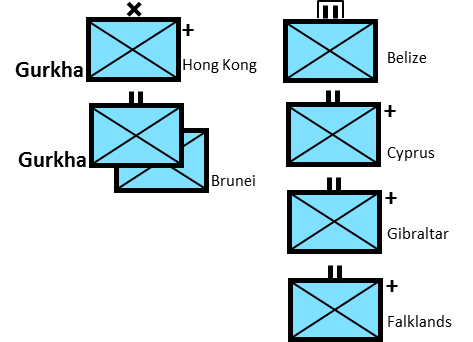 Gurkha
Hong Kong
+
Gurkha
Brunei
Belize
Cyprus
+
Gibraltar
+
Falklands
+